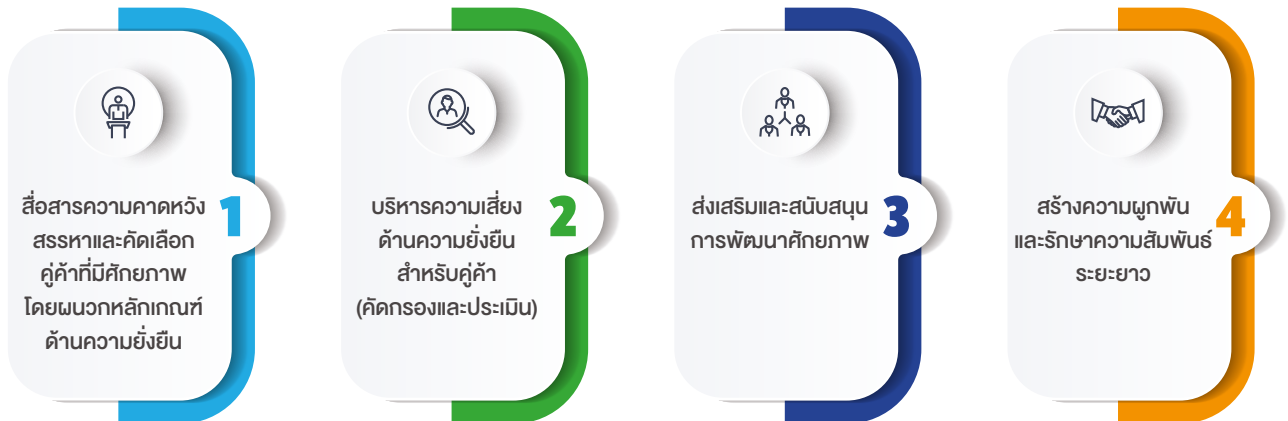 สื่อสารความคาดหวัง
สรรหาและคัดเลือก
คู่ค้าที่มีศักยภาพ
โดยผนวกหลักเกณฑ์
ด้านความยั่งยืน
1
บริหารความเสี่ยง
ด้านความยั่งยืน
สำหรับคู่ค้า
(คัดกรองและประเมิน)
2
ส่งเสริมและสนับสนุน
การพัฒนาศักยภาพ
3
สร้างความผูกพัน
และรักษาความสัมพันธ์
ระยะยาว
4